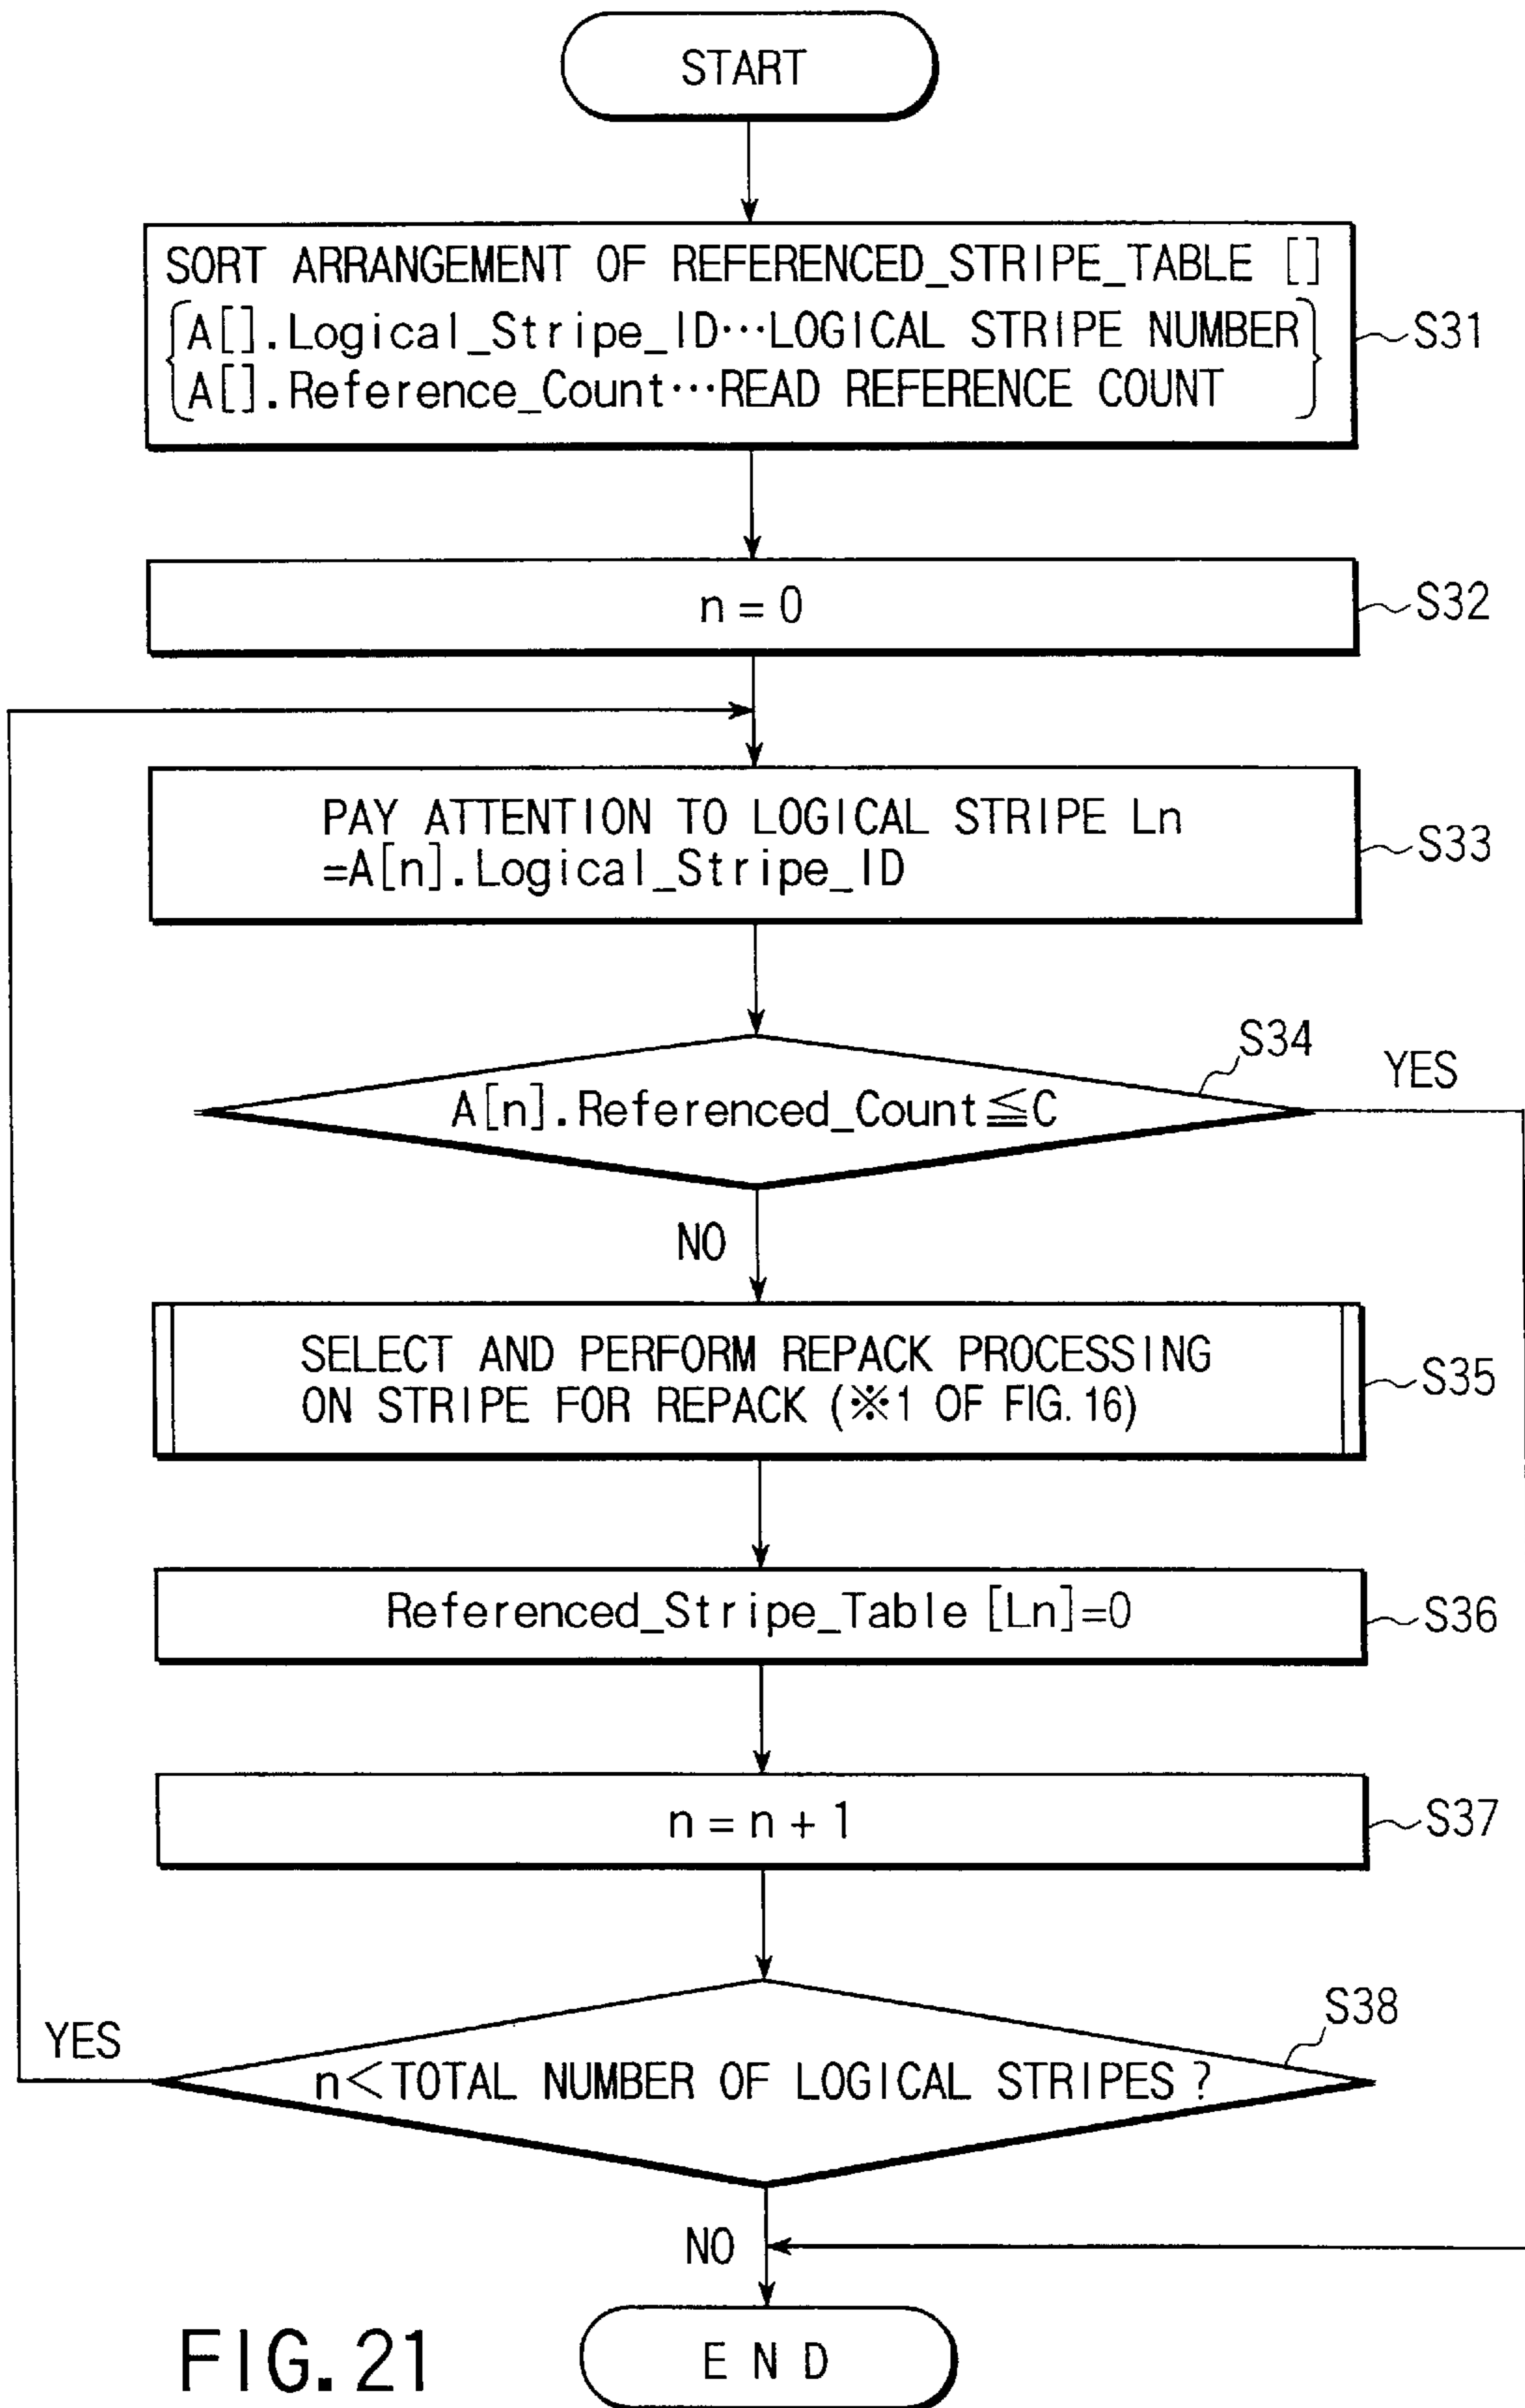 START
SORT ARRANGEMENT OF REFERENCED_STRIPE_TABLE []
A[].Logical_Stripe_ID···LOGICAL STRIPE NUMBER
A[].Reference_Count···READ REFERENCE COUNT
S31
n = 0
S32
PAY ATTENTION TO LOGICAL STRIPE Ln
=A[n].Logical_Stripe_ID
S33
S34
YES
A[n].Referenced_Count≦C
NO
SELECT AND PERFORM REPACK PROCESSING
ON STRIPE FOR REPACK (※1 OF FIG.16)
S35
Referenced_Stripe_Table [Ln]=0
S36
n = n + 1
S37
S38
YES
n<TOTAL NUMBER OF LOGICAL STRIPES ?
NO
END
FIG. 21